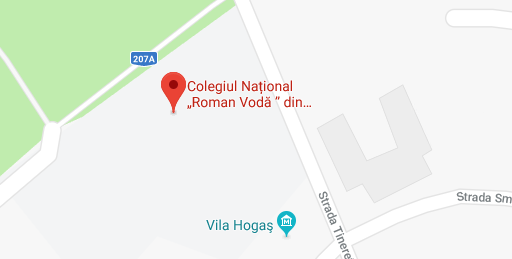 207A
Colegiul Național
„Roman Vodă ” din…
Vila Hogaş
Strada Tinere
Strada Sm